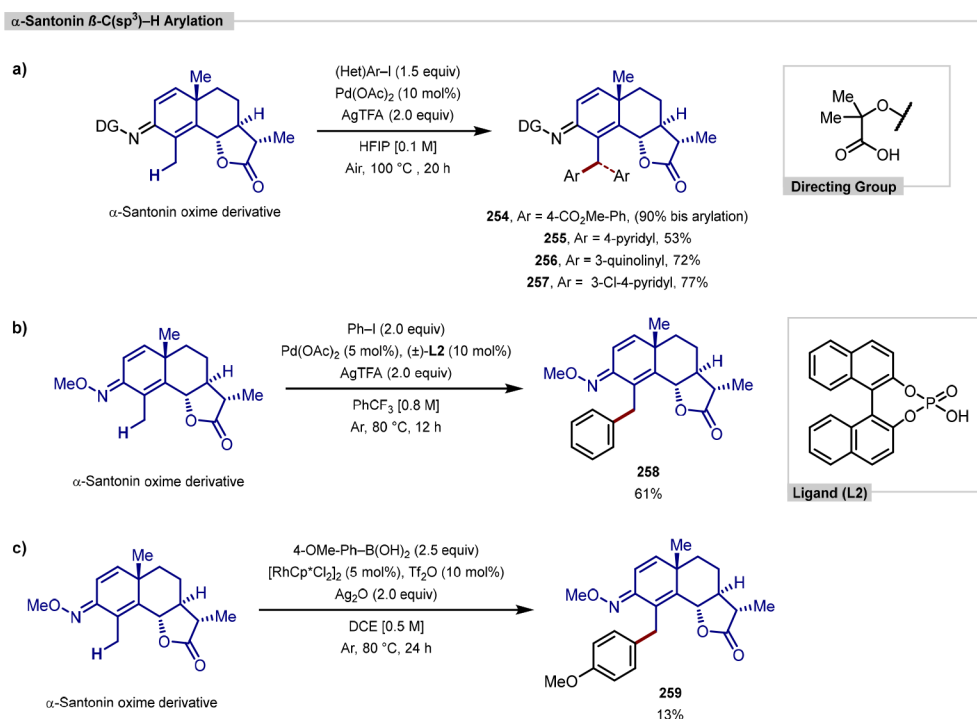 α-Santonin ß-C(sp³)–H Arylation
a)
Me
DG
N
H
H
Me
O
O
α-Santonin oxime derivative
(Het)Ar–I (1.5 equiv)
Pd(OAc)₂ (10 mol%)
AgTFA (2.0 equiv)
HFIP [0.1 M]
Air, 100 °C , 20 h
Me
DG
N
H
Me
O
O
Ar
Ar
254, Ar = 4-CO₂Me-Ph, (90% bis arylation)
255, Ar = 4-pyridyl, 53%
256, Ar = 3-quinolinyl, 72%
257, Ar = 3-Cl-4-pyridyl, 77%
Me
Me
O
O
OH
Directing Group
b)
Me
MeO
N
H
H
Me
O
O
α-Santonin oxime derivative
Ph–I (2.0 equiv)
Pd(OAc)₂ (5 mol%), (±)-L2 (10 mol%)
AgTFA (2.0 equiv)
PhCF₃ [0.8 M]
Ar, 80 °C, 12 h
Me
MeO
N
H
Me
O
O
258
61%
O
O
P
O
OH
Ligand (L2)
c)
Me
MeO
N
H
H
Me
O
O
α-Santonin oxime derivative
4-OMe-Ph–B(OH)₂ (2.5 equiv)
[RhCp*Cl₂]₂ (5 mol%), Tf₂O (10 mol%)
Ag₂O (2.0 equiv)
DCE [0.5 M]
Ar, 80 °C, 24 h
Me
MeO
N
H
Me
O
O
MeO
259
13%